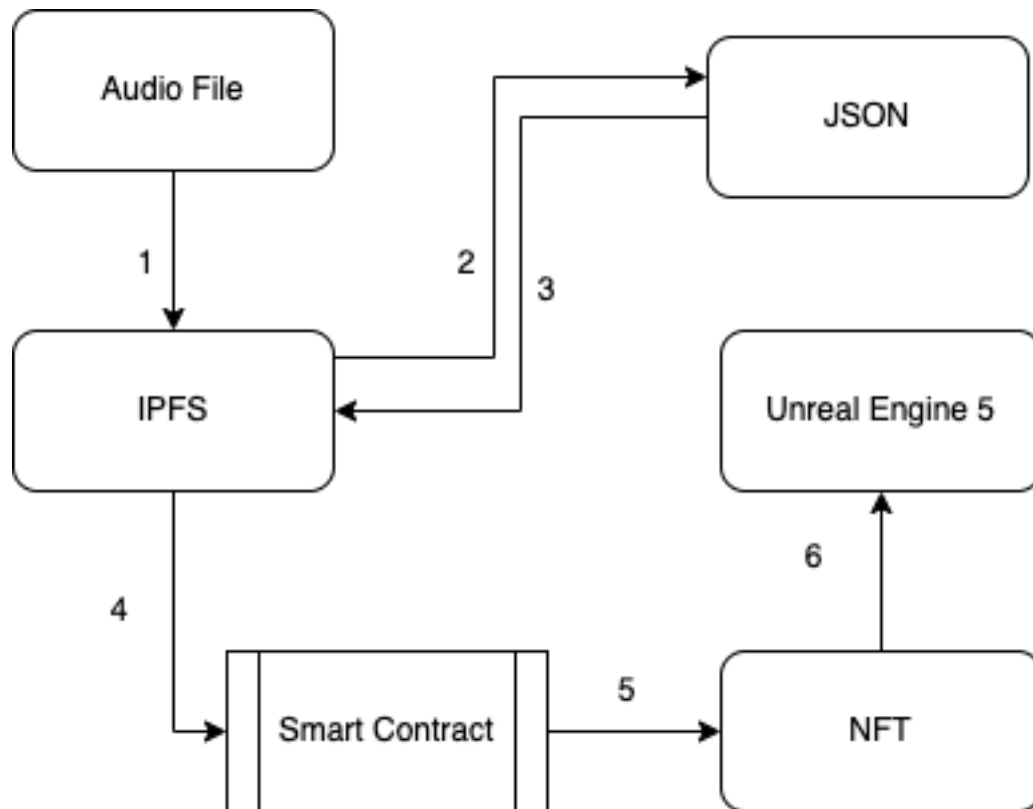 Audio File
JSON
1
2
3
IPFS
Unreal Engine 5
4
6
5
Smart Contract
NFT